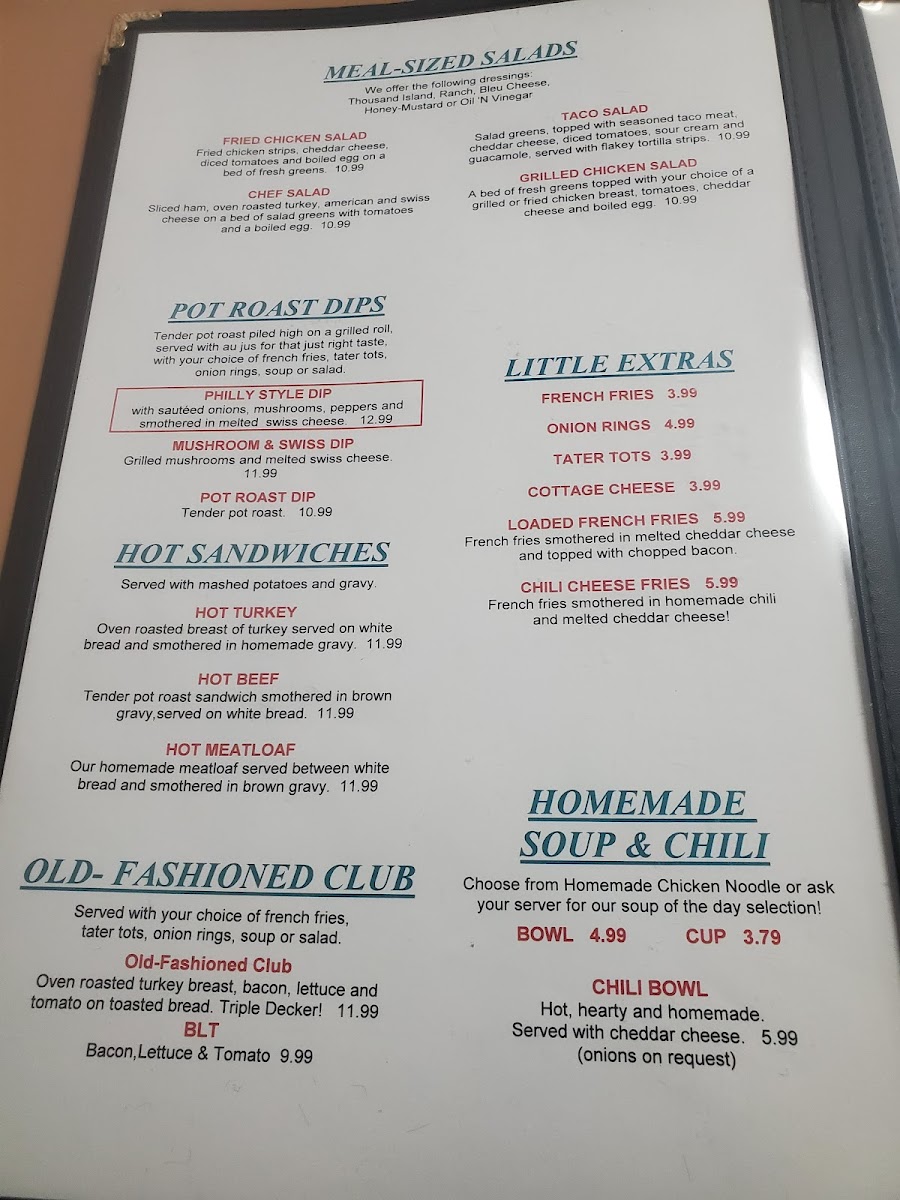 MEAL-SIZED SALADS
We offer the following dressings:
Thousand Island, Ranch, Bleu Cheese,
Honey-Mustard or Oil 'N Vinegar
FRIED CHICKEN SALAD
Fried chicken strips, cheddar cheese,
diced tomatoes and boiled egg on a
bed of fresh greens. 10.99
CHEF SALAD
Sliced ham, oven roasted turkey, american and swiss
cheese on a bed of salad greens with tomatoes
and a boiled egg. 10.99
TACO SALAD
Salad greens, topped with seasoned taco meat,
cheddar cheese, diced tomatoes, sour cream and
guacamole, served with flakey tortilla strips. 10.99
GRILLED CHICKEN SALAD
A bed of fresh greens topped with your choice of a
grilled or fried chicken breast, tomatoes, cheddar
cheese and boiled egg. 10.99
POT ROAST DIPS
Tender pot roast piled high on a grilled roll,
served with au jus for that just right taste,
with your choice of french fries, tater tots,
onion rings, soup or salad.
PHILLY STYLE DIP
with sautéed onions, mushrooms, peppers and
smothered in melted swiss cheese. 12.99
MUSHROOM & SWISS DIP
Grilled mushrooms and melted swiss cheese.
11.99
POT ROAST DIP
Tender pot roast. 10.99
HOT SANDWICHES
Served with mashed potatoes and gravy.
HOT TURKEY
Oven roasted breast of turkey served on white
bread and smothered in homemade gravy. 11.99
HOT BEEF
Tender pot roast sandwich smothered in brown
gravy,served on white bread. 11.99
HOT MEATLOAF
Our homemade meatloaf served between white
bread and smothered in brown gravy. 11.99
OLD- FASHIONED CLUB
Served with your choice of french fries,
tater tots, onion rings, soup or salad.
Old-Fashioned Club
Oven roasted turkey breast, bacon, lettuce and
tomato on toasted bread. Triple Decker! 11.99
BLT
Bacon,Lettuce & Tomato 9.99
LITTLE EXTRAS
FRENCH FRIES 3.99
ONION RINGS 4.99
TATER TOTS 3.99
COTTAGE CHEESE 3.99
LOADED FRENCH FRIES 5.99
French fries smothered in melted cheddar cheese
and topped with chopped bacon.
CHILI CHEESE FRIES 5.99
French fries smothered in homemade chili
and melted cheddar cheese!
HOMEMADE
SOUP & CHILI
Choose from Homemade Chicken Noodle or ask
your server for our soup of the day selection!
BOWL 4.99 CUP 3.79
CHILI BOWL
Hot, hearty and homemade.
Served with cheddar cheese. 5.99
(onions on request)